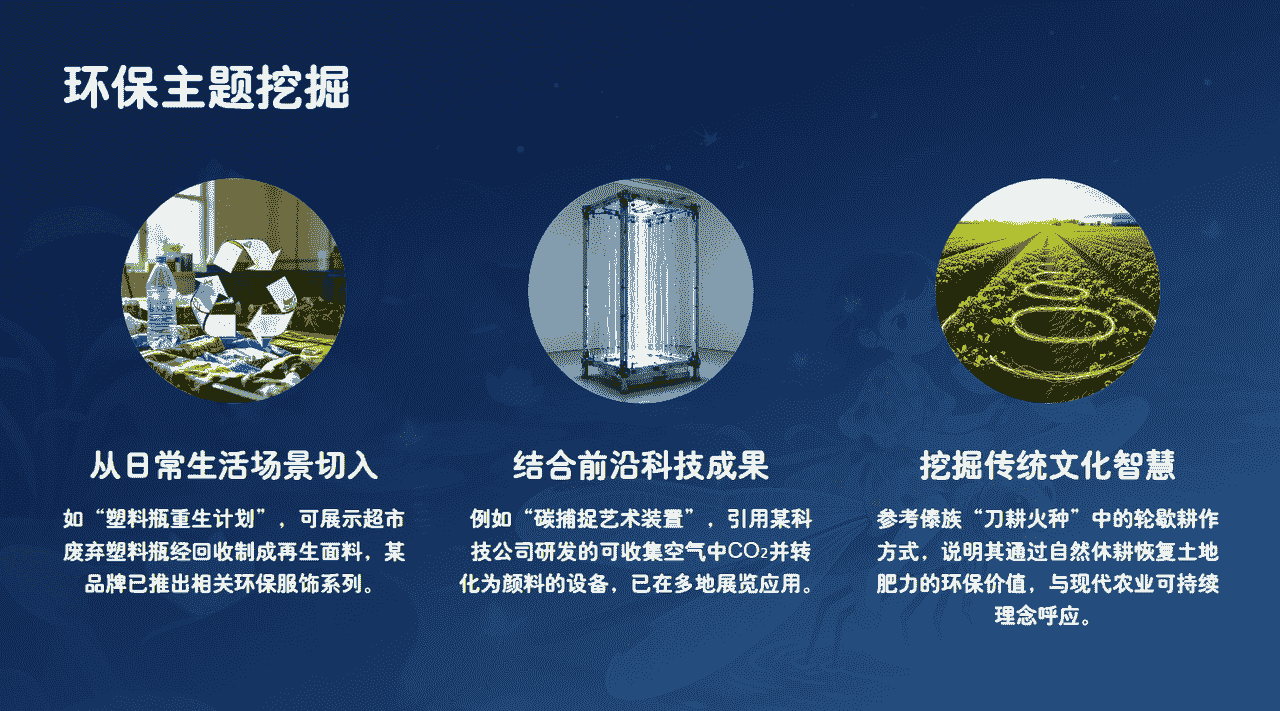 环保主题挖掘
从日常生活场景切入
如“塑料瓶重生计划”，可展示超市
废弃塑料瓶经回收制成再生面料，某
品牌已推出相关环保服饰系列。
结合前沿科技成果
例如“碳捕捉艺术装置”，引用某科
技公司研发的可收集空气中CO₂并转
化为颜料的设备，已在多地展览应用。
挖掘传统文化智慧
参考傣族“刀耕火种”中的轮歇耕作
方式，说明其通过自然休耕恢复土地
肥力的环保价值，与现代农业可持续
理念呼应。